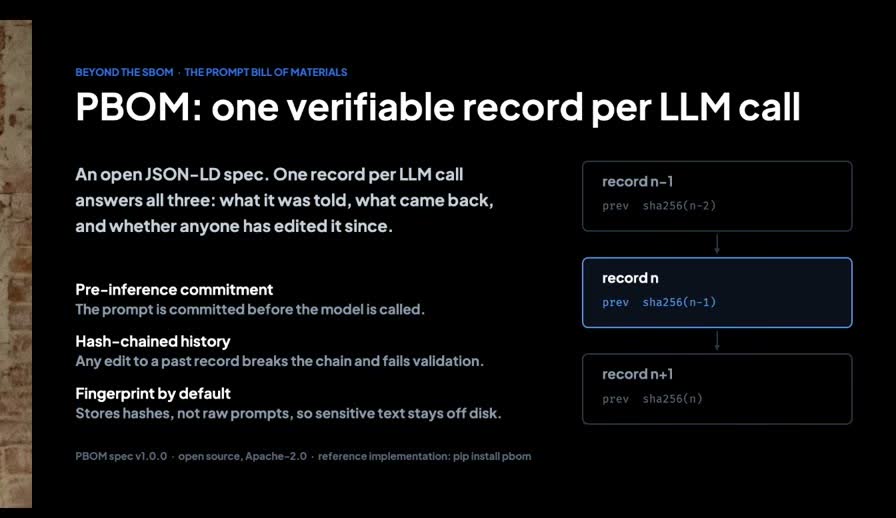 BEYOND THE SBOM · THE PROMPT BILL OF MATERIALS
PBOM: one verifiable record per LLM call
An open JSON-LD spec. One record per LLM call
answers all three: what it was told, what came back,
and whether anyone has edited it since.
Pre-inference commitment
The prompt is committed before the model is called.
Hash-chained history
Any edit to a past record breaks the chain and fails validation.
Fingerprint by default
Stores hashes, not raw prompts, so sensitive text stays off disk.
PBOM spec v1.0.0 · open source, Apache-2.0 · reference implementation: pip install pbom
record n−1
prev sha256(n-2)
record n
prev sha256(n-1)
record n+1
prev sha256(n)